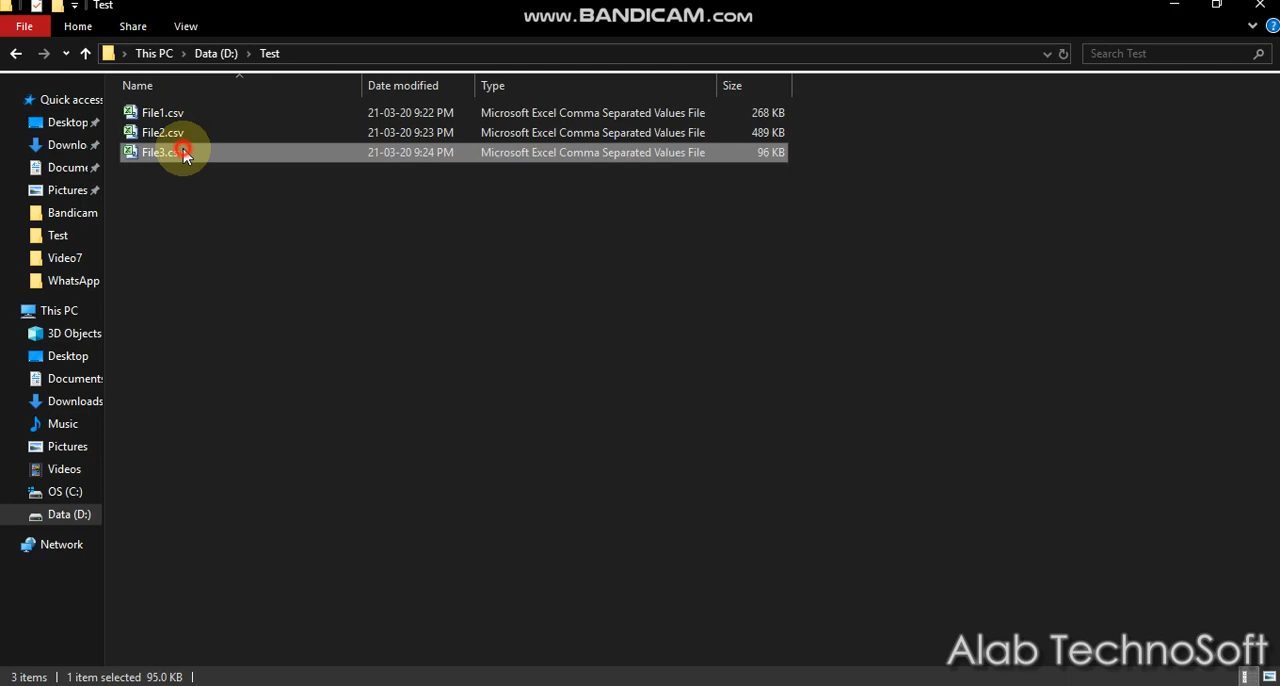 Test
www.BANDICAM.com
File Home Share View
This PC > Data (D:) > Test
Search Test
Name Date modified Type Size
File1.csv 21-03-20 9:22 PM Microsoft Excel Comma Separated Values File 268 KB
File2.csv 21-03-20 9:23 PM Microsoft Excel Comma Separated Values File 489 KB
File3.cs 21-03-20 9:24 PM Microsoft Excel Comma Separated Values File 96 KB
Quick access
Desktop
Downlo
Docume
Pictures
Bandicam
Test
Video7
WhatsApp
This PC
3D Objects
Desktop
Documents
Downloads
Music
Pictures
Videos
OS (C:)
Data (D:)
Network
Alab TechnoSoft
3 items 1 item selected 95.0 KB